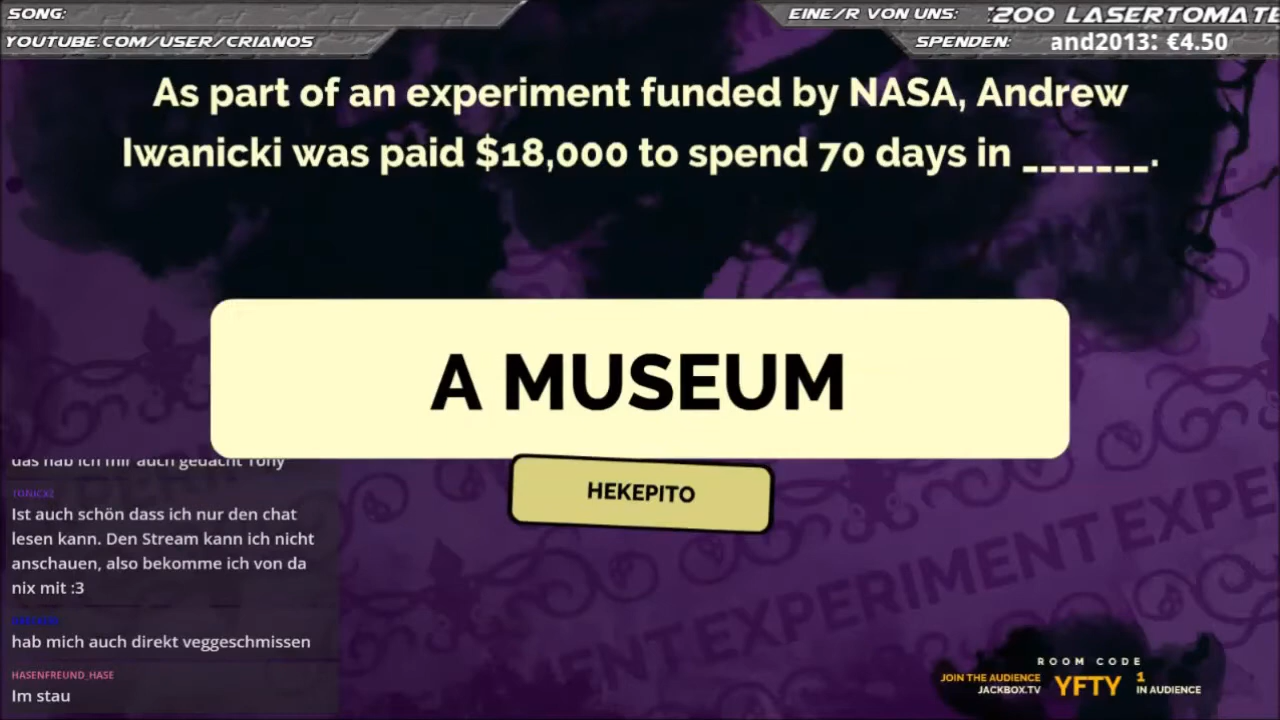 SONG:
EINE/R VON UNS:
200 LASERTOMATE
YOUTUBE.COM/USER/CRIANOS
SPENDEN:
and2013: €4.50
As part of an experiment funded by NASA, Andrew
Iwanicki was paid $18,000 to spend 70 days in _______.
A MUSEUM
HEKEPITO
das hab ich mir auch gedacht Tony
TONICX2
Ist auch schön dass ich nur den chat
lesen kann. Den Stream kann ich nicht
anschauen, also bekomme ich von da
nix mit :3
hab mich auch direkt veggeschmissen
HASENFREUND_HASE
Im stau
EXPERIMENT EXPE
ROOM CODE
JOIN THE AUDIENCE
JACKBOX.TV
YFTY
1
IN AUDIENCE